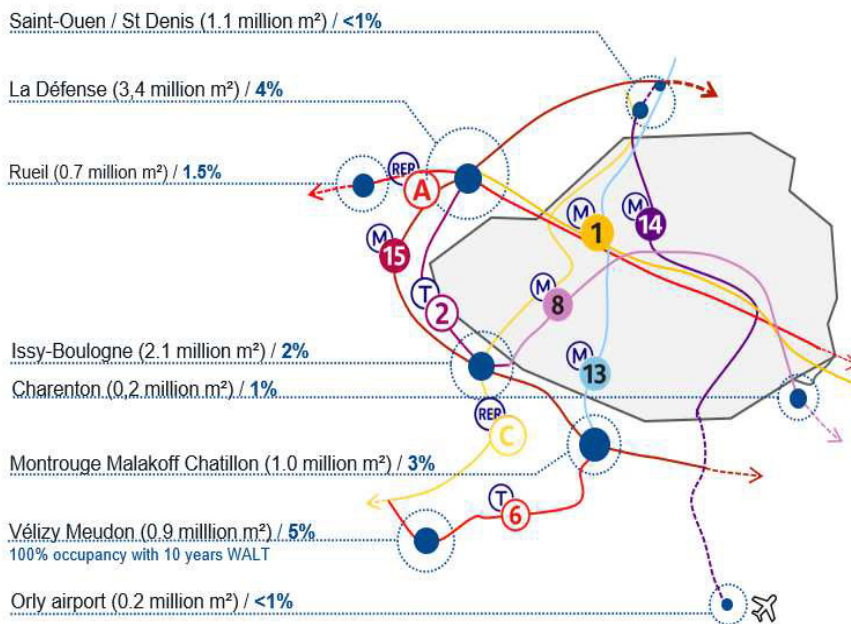 Saint-Ouen / St Denis (1.1 million m²) / <1%
La Défense (3,4 million m²) / 4%
Rueil (0.7 million m²) / 1.5%
RER
A
M
15
M
1
M
14
T
2
M
8
Issy-Boulogne (2.1 million m²) / 2%
M
13
Charenton (0,2 million m²) / 1%
RER
C
Montrouge Malakoff Chatillon (1.0 million m²) / 3%
T
6
Vélizy Meudon (0.9 milllion m²) / 5%
100% occupancy with 10 years WALT
Orly airport (0.2 million m²) / <1%